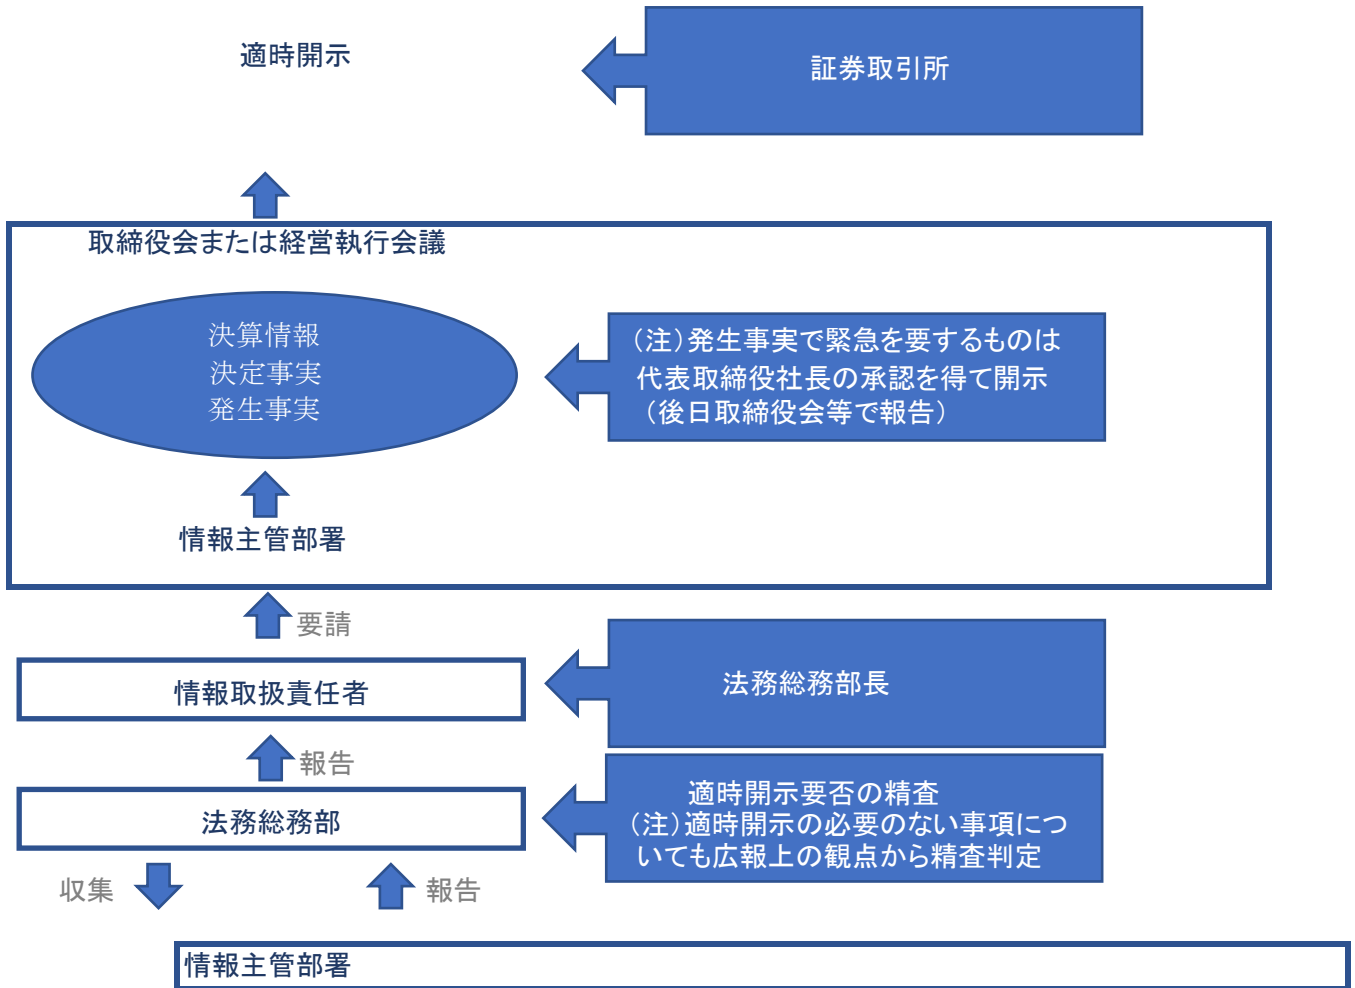 適時開示
証券取引所
取締役会または経営執行会議
決算情報
決定事実
発生事実
（注）発生事実で緊急を要するものは
代表取締役社長の承認を得て開示
（後日取締役会等で報告）
情報主管部署
要請
情報取扱責任者
法務総務部長
報告
法務総務部
適時開示要否の精査
（注）適時開示の必要のない事項につ
いても広報上の観点から精査判定
収集
報告
情報主管部署